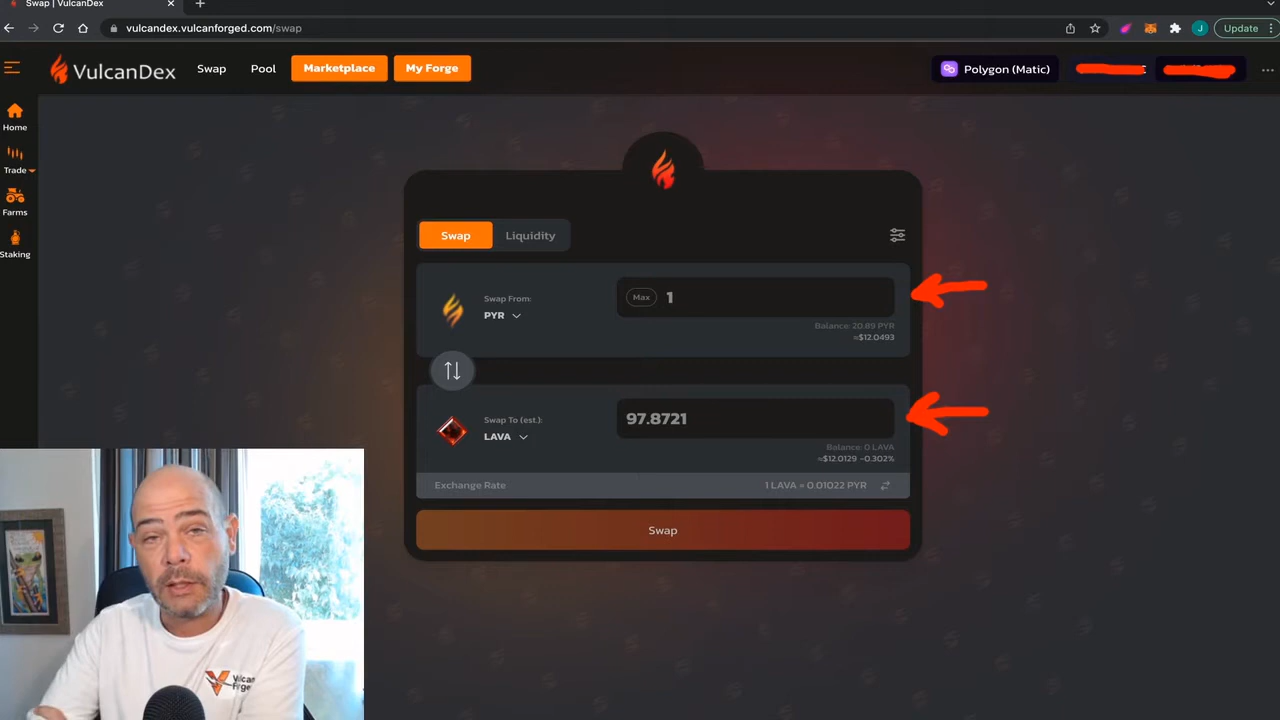 Swap | VulcanDex
vulcandex.vulcanforged.com/swap
J
Update
VulcanDex
Swap
Pool
Marketplace
My Forge
Polygon (Matic)
Home
Trade
Farms
Staking
Swap
Liquidity
Swap From:
PYR
Max
1
Balance: 20.89 PYR
≈$12.0493
Swap To (est.):
LAVA
97.8721
Balance: 0 LAVA
≈$12.0129 -0.302%
Exchange Rate
1 LAVA = 0.01022 PYR
Swap
Vulcan
Forged